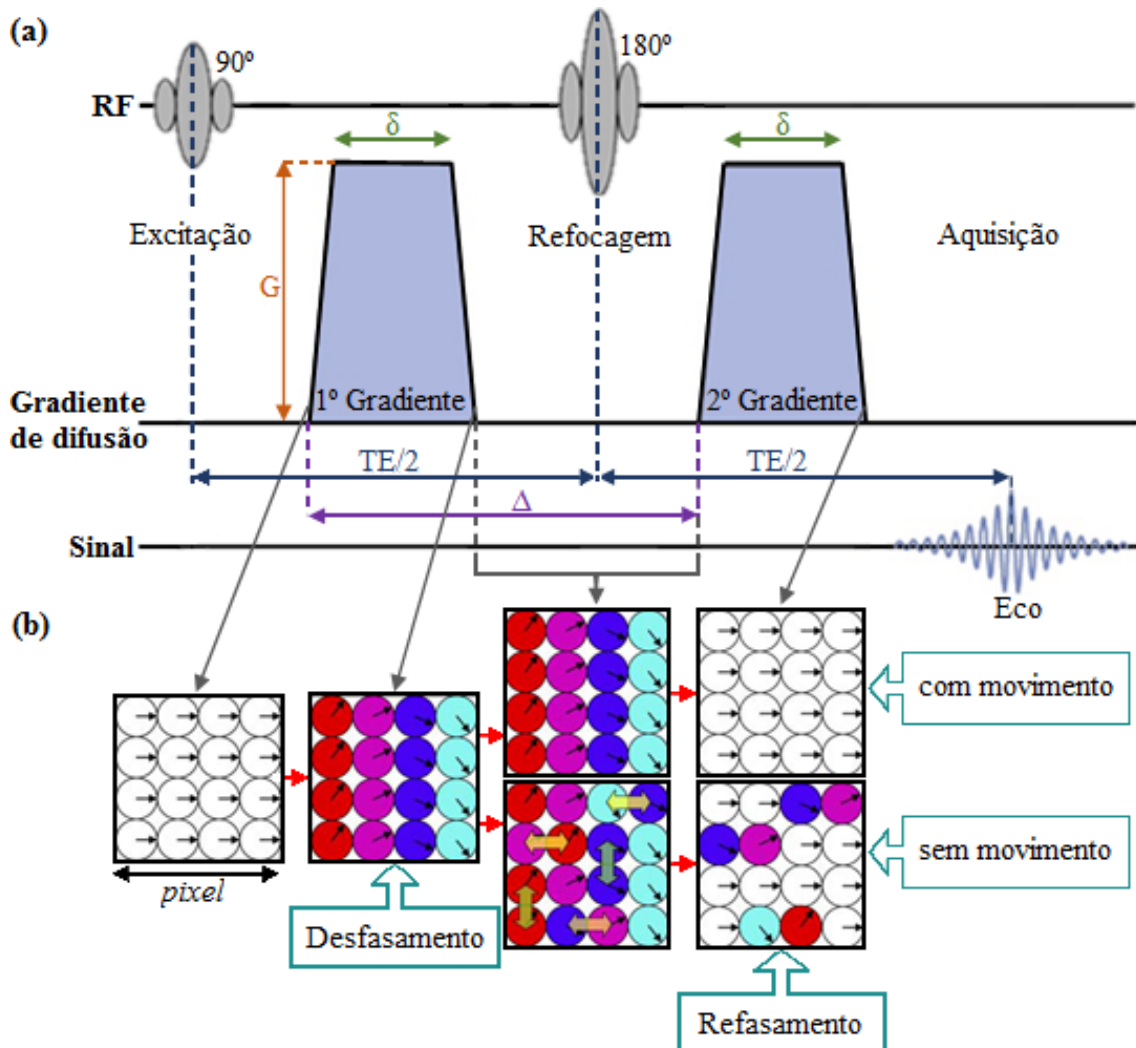 (a)
90º
180º
RF
δ
δ
Excitação
Refocagem
Aquisição
G
1º Gradiente
2º Gradiente
Gradiente
de difusão
TE/2
TE/2
Δ
Sinal
Eco
(b)
com movimento
sem movimento
pixel
Desfasamento
Refasamento